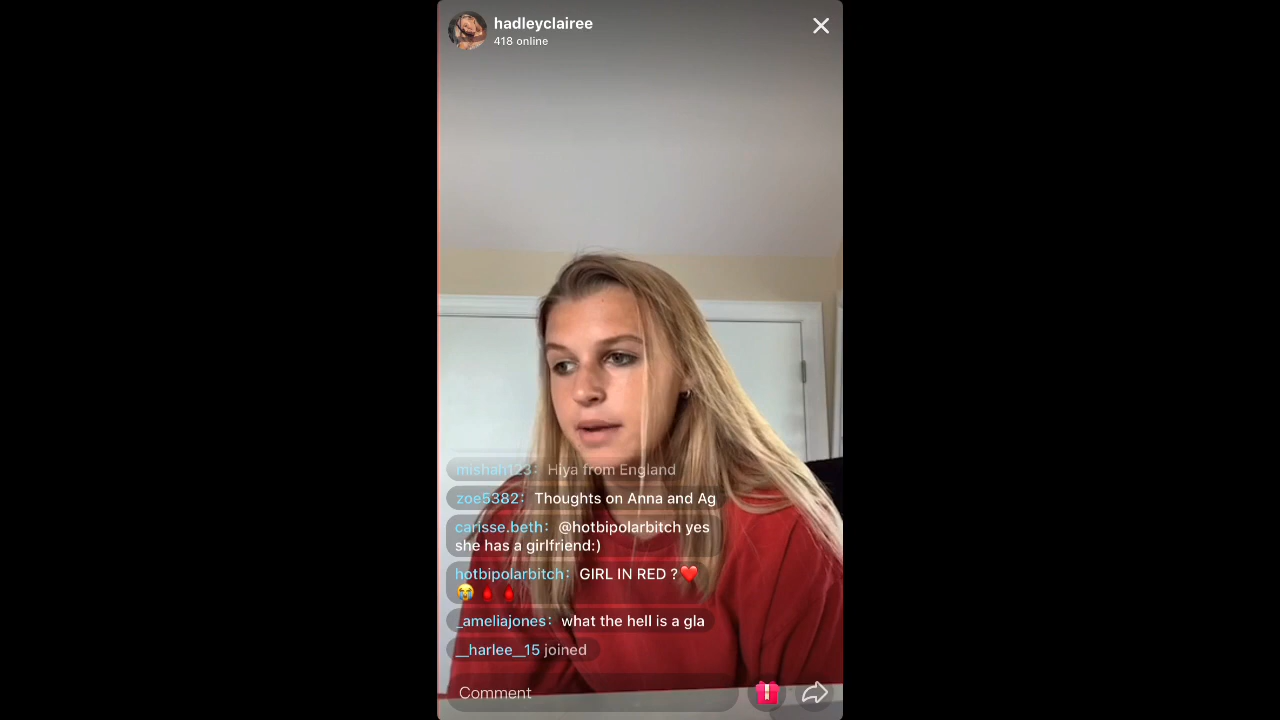 hadleyclairee
418 online
mishah123: Hiya from England
zoe5382: Thoughts on Anna and Ag
carisse.beth: @hotbipolarbitch yes
she has a girlfriend:)
hotbipolarbitch: GIRL IN RED ?❤️
😭🩸🩸
_ameliajones: what the hell is a gla
__harlee__15 joined
Comment